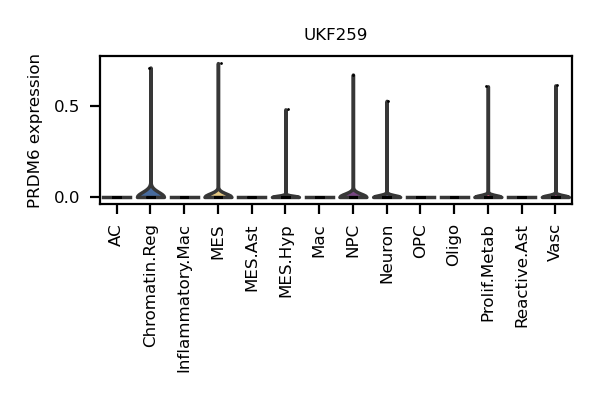 UKF259
PRDM6 expression
0.5
0.0
AC
Chromatin.Reg
Inflammatory.Mac
MES
MES.Ast
MES.Hyp
Mac
NPC
Neuron
OPC
Oligo
Prolif.Metab
Reactive.Ast
Vasc